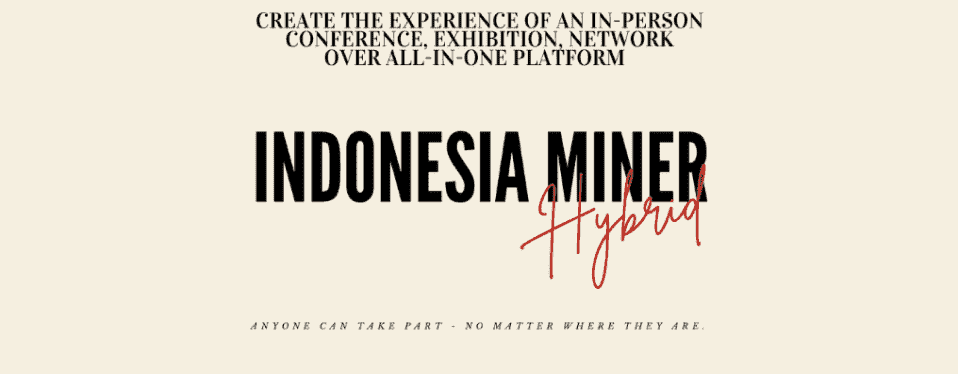 CREATE THE EXPERIENCE OF AN IN-PERSON
CONFERENCE, EXHIBITION, NETWORK
OVER ALL-IN-ONE PLATFORM
INDONESIA MINER
Hybrid
ANYONE CAN TAKE PART - NO MATTER WHERE THEY ARE.